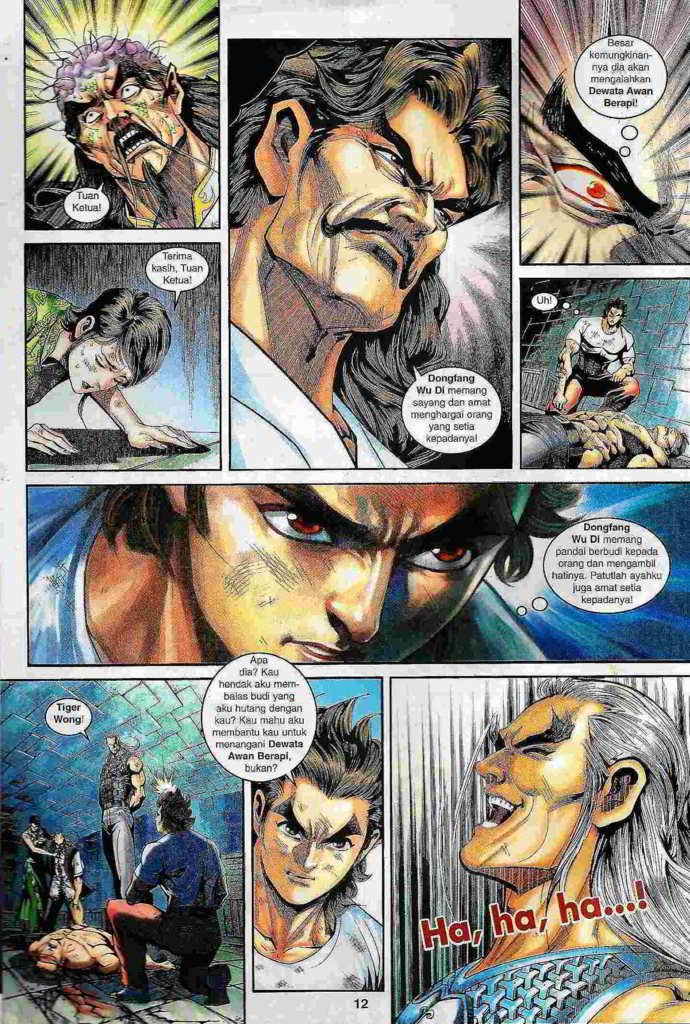 Tuan
Ketua!
Terima
kasih, Tuan
Ketua!
Dongfang
Wu Di memang
sayang dan amat
menghargai orang
yang setia
kepadanya!
Besar
kemungkinan-
nya dia akan
mengalahkan
Dewata Awan
Berapi!
Uh!
Dongfang
Wu Di memang
pandai berbudi kepada
orang dan mengambil
hatinya. Patutlah ayahku
juga amat setia
kepadanya!
Tiger
Wong!
Apa
dia? Kau
hendak aku mem-
balas budi yang
aku hutang dengan
kau? Kau mahu aku
membantu kau untuk
menangani Dewata
Awan Berapi,
bukan?
Ha, ha, ha...!
12